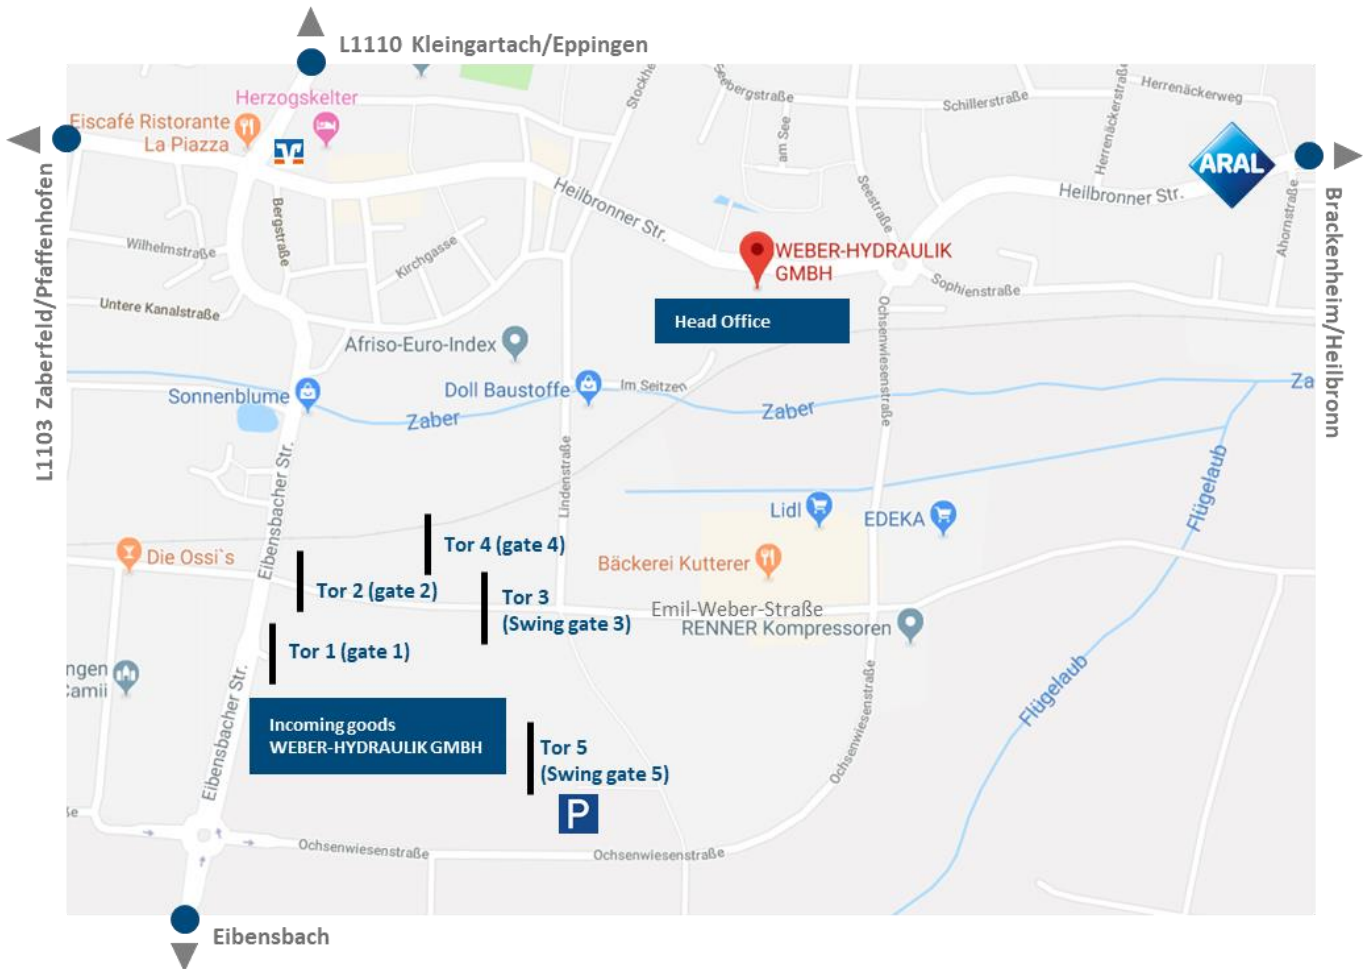 L1110 Kleingartach/Eppingen
Stockhe
Seebergstraße
Schillerstraße
Herrenäckerstraße
Herrenäckerweg
Herzogskelter
Eiscafé Ristorante
La Piazza
am See
ARAL
L1103 Zaberfeld/Pfaffenhofen
Brackenheim/Heilbronn
Heilbronner Str.
Heilbronner Str.
Seestraße
Ahornstraße
Bergstraße
Wilhelmstraße
Kirchgasse
WEBER-HYDRAULIK
GMBH
Sophienstraße
Untere Kanalstraße
Head Office
Ochsenwiesenstraße
Afriso-Euro-Index
Doll Baustoffe
Im Seitzen
Sonnenblume
Zaber
Zaber
Za
Eibensbacher Str.
Lindenstraße
Flügelaub
Lidl
EDEKA
Die Ossi`s
Tor 4 (gate 4)
Bäckerei Kutterer
Tor 2 (gate 2)
Tor 3
(Swing gate 3)
Emil-Weber-Straße
RENNER Kompressoren
Tor 1 (gate 1)
ngen
Camii
Eibensbacher Str.
Flügelaub
Incoming goods
WEBER-HYDRAULIK GMBH
Tor 5
(Swing gate 5)
P
Ochsenwiesenstraße
ße
Ochsenwiesenstraße
Ochsenwiesenstraße
Eibensbach